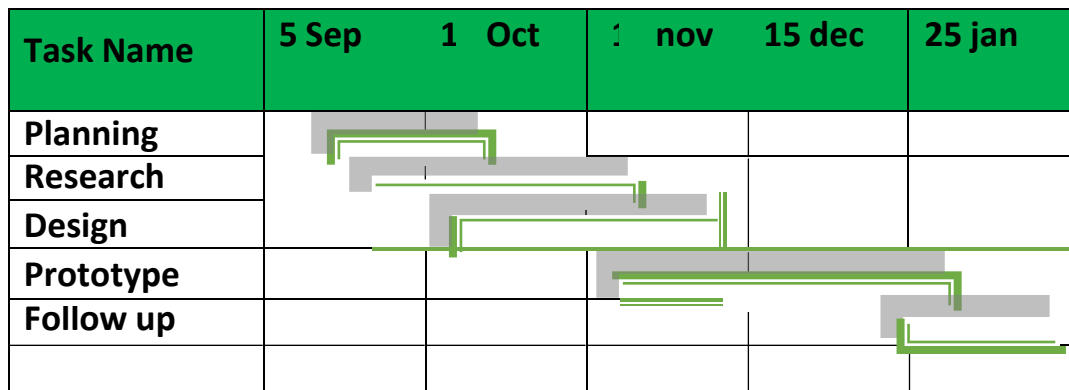 Task Name 5 Sep 1 Oct nov 15 dec 25 jan
Planning
Research
Design
Prototype
Follow up